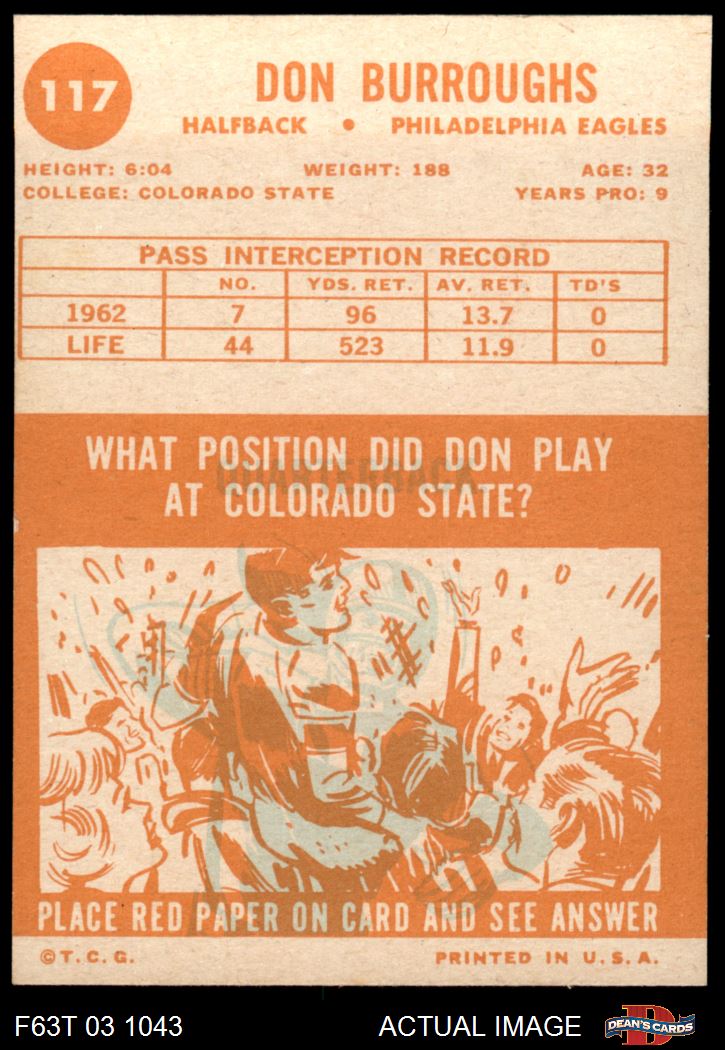 117
DON BURROUGHS
HALFBACK • PHILADELPHIA EAGLES
HEIGHT: 6:04 WEIGHT: 188 AGE: 32
COLLEGE: COLORADO STATE YEARS PRO: 9
PASS INTERCEPTION RECORD
NO. YDS. RET. AV. RET. TD'S
1962 7 96 13.7 0
LIFE 44 523 11.9 0
WHAT POSITION DID DON PLAY
QUARTERBACK
AT COLORADO STATE?
PLACE RED PAPER ON CARD AND SEE ANSWER
©T.C.G. PRINTED IN U.S.A.
F63T 03 1043 ACTUAL IMAGE
D
DEAN'S CARDS